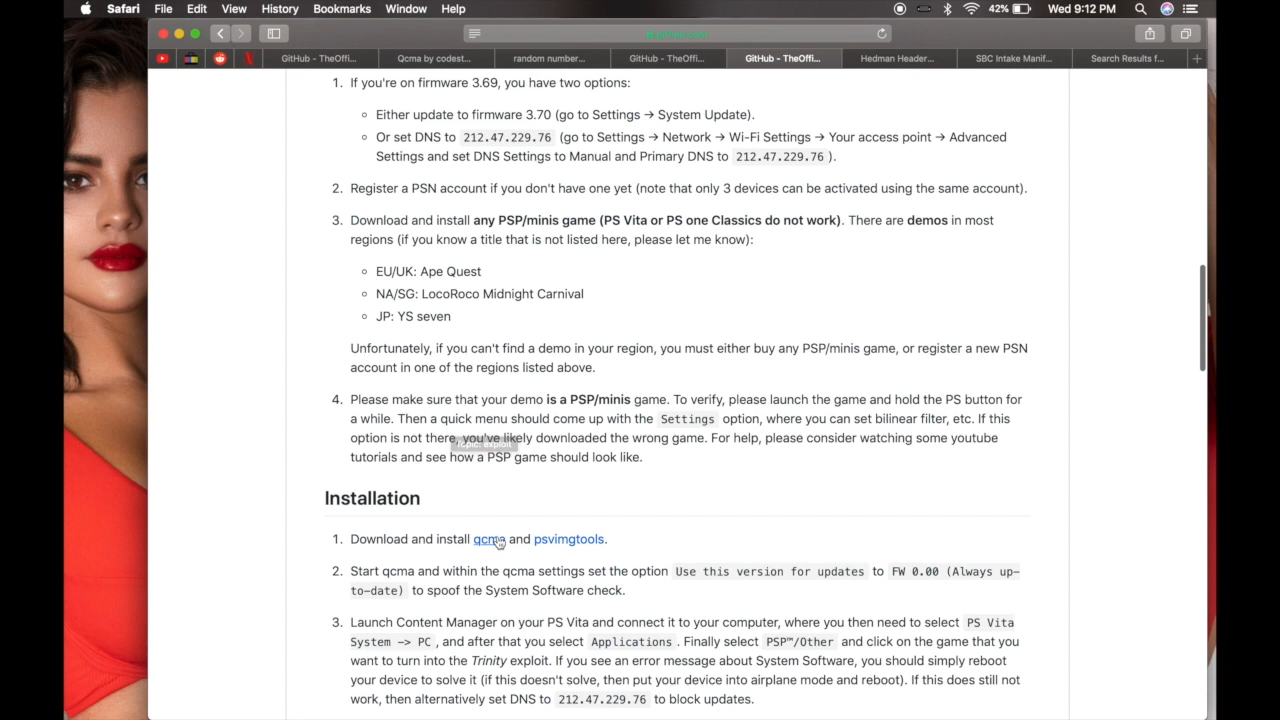 Safari File Edit View History Bookmarks Window Help 42% Wed 9:12 PM
GitHub - TheOffi... Qcma by codest... random number... GitHub - TheOffi... GitHub - TheOffi... Hedman Header... SBC Intake Manif... Search Results f... +
1. If you're on firmware 3.69, you have two options:
Either update to firmware 3.70 (go to Settings → System Update).
Or set DNS to 212.47.229.76 (go to Settings → Network → Wi-Fi Settings → Your access point → Advanced
Settings and set DNS Settings to Manual and Primary DNS to 212.47.229.76 ).
2. Register a PSN account if you don't have one yet (note that only 3 devices can be activated using the same account).
3. Download and install any PSP/minis game (PS Vita or PS one Classics do not work). There are demos in most
regions (if you know a title that is not listed here, please let me know):
EU/UK: Ape Quest
NA/SG: LocoRoco Midnight Carnival
JP: YS seven
Unfortunately, if you can't find a demo in your region, you must either buy any PSP/minis game, or register a new PSN
account in one of the regions listed above.
4. Please make sure that your demo is a PSP/minis game. To verify, please launch the game and hold the PS button for
a while. Then a quick menu should come up with the Settings option, where you can set bilinear filter, etc. If this
option is not there, you've likely downloaded the wrong game. For help, please consider watching some youtube
Topic: exploit
tutorials and see how a PSP game should look like.
Installation
1. Download and install qcma and psvimgtools.
2. Start qcma and within the qcma settings set the option Use this version for updates to FW 0.00 (Always up-
to-date) to spoof the System Software check.
3. Launch Content Manager on your PS Vita and connect it to your computer, where you then need to select PS Vita
System -> PC , and after that you select Applications . Finally select PSP™/Other and click on the game that you
want to turn into the Trinity exploit. If you see an error message about System Software, you should simply reboot
your device to solve it (if this doesn't solve, then put your device into airplane mode and reboot). If this does still not
work, then alternatively set DNS to 212.47.229.76 to block updates.